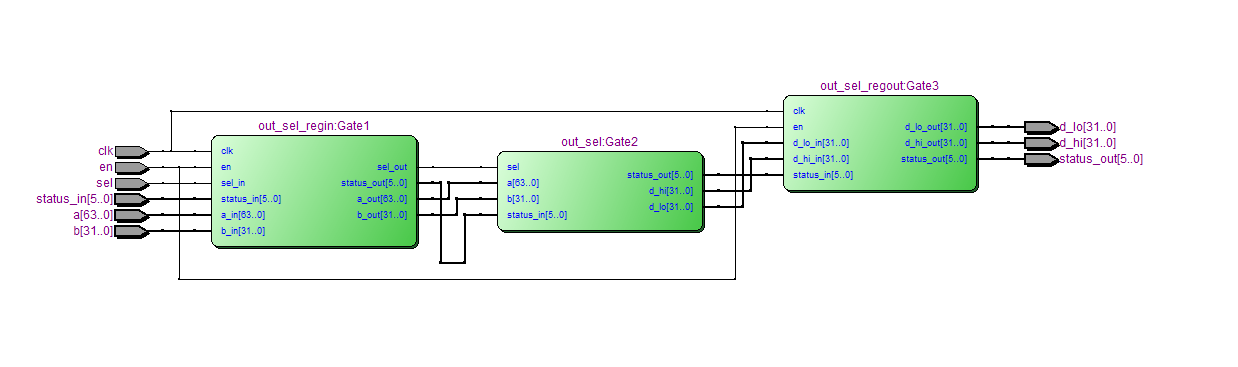 clk
en
sel
status_in[5..0]
a[63..0]
b[31..0]
out_sel_regin:Gate1
clk
en
sel_in
status_in[5..0]
a_in[63..0]
b_in[31..0]
sel_out
status_out[5..0]
a_out[63..0]
b_out[31..0]
out_sel:Gate2
sel
a[63..0]
b[31..0]
status_in[5..0]
status_out[5..0]
d_hi[31..0]
d_lo[31..0]
out_sel_regout:Gate3
clk
en
d_lo_in[31..0]
d_hi_in[31..0]
status_in[5..0]
d_lo_out[31..0]
d_hi_out[31..0]
status_out[5..0]
d_lo[31..0]
d_hi[31..0]
status_out[5..0]